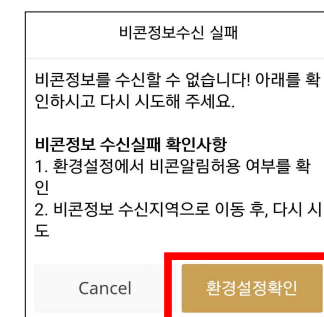 비콘정보수신 실패
비콘정보를 수신할 수 없습니다! 아래를 확
인하시고 다시 시도해 주세요.
비콘정보 수신실패 확인사항
1. 환경설정에서 비콘알림허용 여부를 확
인
2. 비콘정보 수신지역으로 이동 후, 다시 시
도
Cancel
환경설정확인